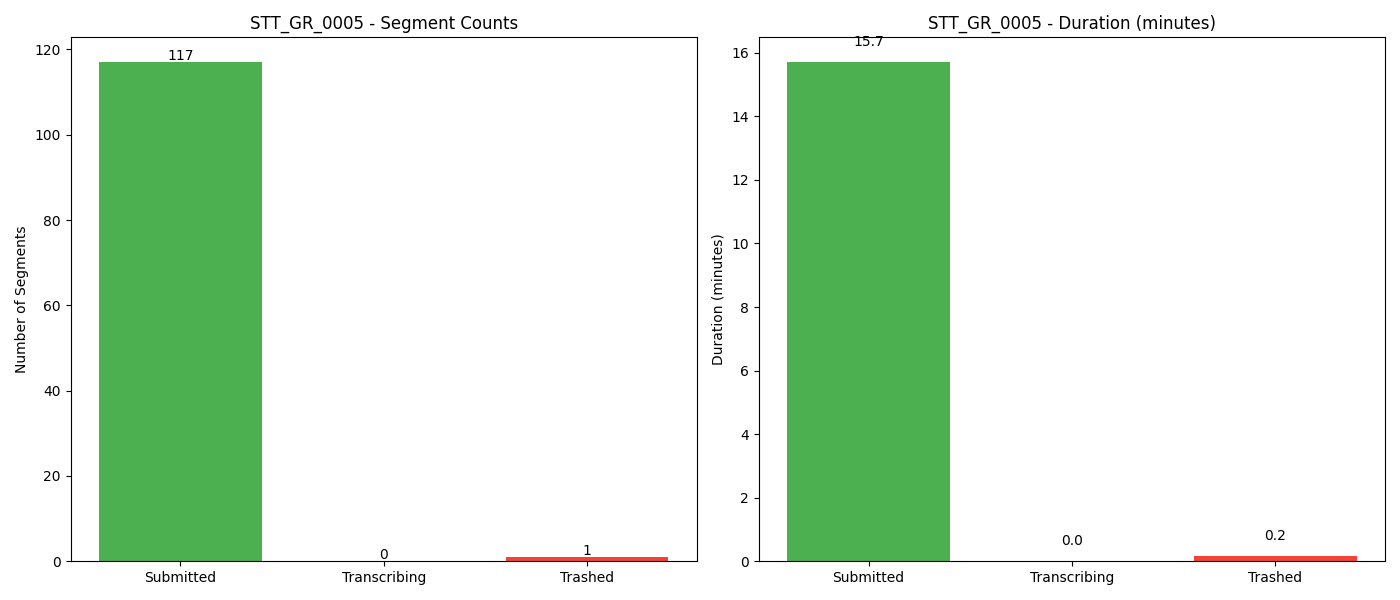 STT_GR_0005 - Segment Counts
Number of Segments
120
100
80
60
40
20
0
117
0
1
Submitted
Transcribing
Trashed
STT_GR_0005 - Duration (minutes)
Duration (minutes)
16
14
12
10
8
6
4
2
0
15.7
0.0
0.2
Submitted
Transcribing
Trashed